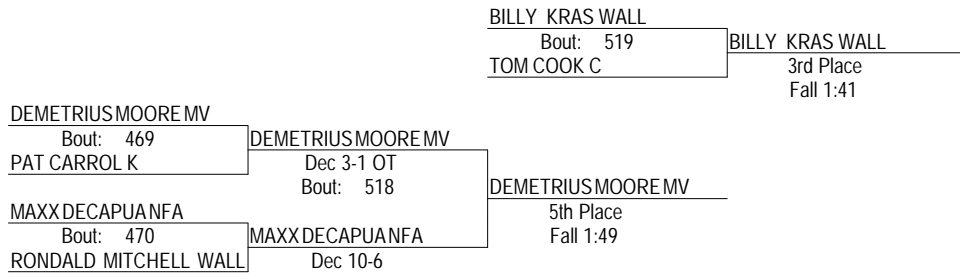 BILLY KRAS WALL
Bout: 519
BILLY KRAS WALL
TOM COOK C
3rd Place
Fall 1:41
DEMETRIUS MOORE MV
Bout: 469
DEMETRIUS MOORE MV
PAT CARROL K
Dec 3-1 OT
Bout: 518
DEMETRIUS MOORE MV
MAXX DECAPUA NFA
5th Place
Bout: 470
MAXX DECAPUA NFA
Fall 1:49
RONDALD MITCHELL WALL
Dec 10-6